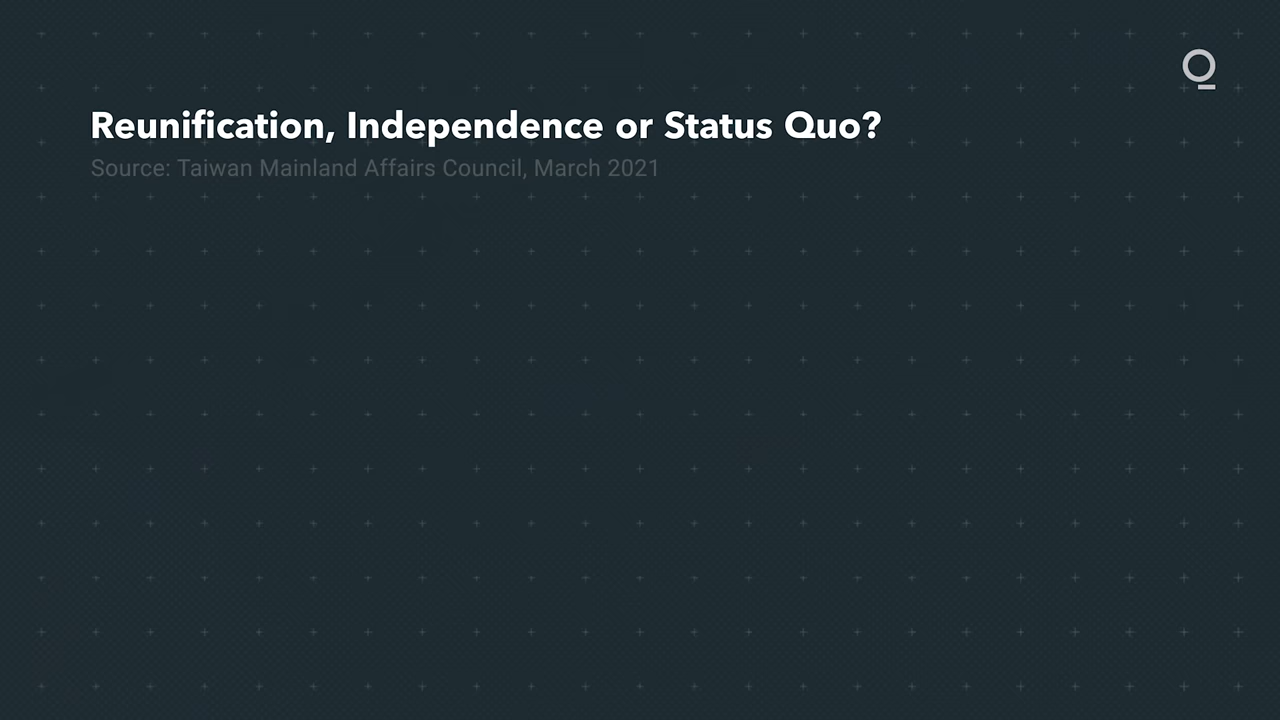 Reunification, Independence or Status Quo?
Source: Taiwan Mainland Affairs Council, March 2021